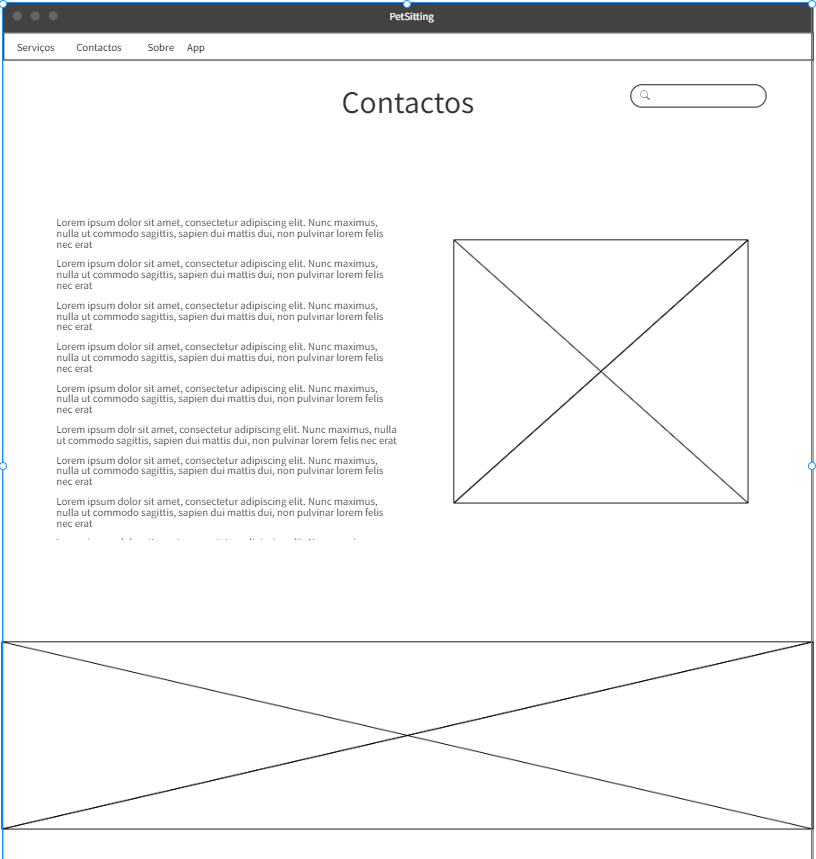 PetSitting
Serviços Contactos Sobre App
Contactos
Lorem ipsum dolor sit amet, consectetur adipiscing elit. Nunc maximus,
nulla ut commodo sagittis, sapien dui mattis dui, non pulvinar lorem felis
nec erat
Lorem ipsum dolor sit amet, consectetur adipiscing elit. Nunc maximus,
nulla ut commodo sagittis, sapien dui mattis dui, non pulvinar lorem felis
nec erat
Lorem ipsum dolor sit amet, consectetur adipiscing elit. Nunc maximus,
nulla ut commodo sagittis, sapien dui mattis dui, non pulvinar lorem felis
nec erat
Lorem ipsum dolor sit amet, consectetur adipiscing elit. Nunc maximus,
nulla ut commodo sagittis, sapien dui mattis dui, non pulvinar lorem felis
nec erat
Lorem ipsum dolor sit amet, consectetur adipiscing elit. Nunc maximus,
nulla ut commodo sagittis, sapien dui mattis dui, non pulvinar lorem felis
nec erat
Lorem ipsum dolr sit amet, consectetur adipiscing elit. Nunc maximus, nulla
ut commodo sagittis, sapien dui mattis dui, non pulvinar lorem felis nec erat
Lorem ipsum dolor sit amet, consectetur adipiscing elit. Nunc maximus,
nulla ut commodo sagittis, sapien dui mattis dui, non pulvinar lorem felis
nec erat
Lorem ipsum dolor sit amet, consectetur adipiscing elit. Nunc maximus,
nulla ut commodo sagittis, sapien dui mattis dui, non pulvinar lorem felis
nec erat